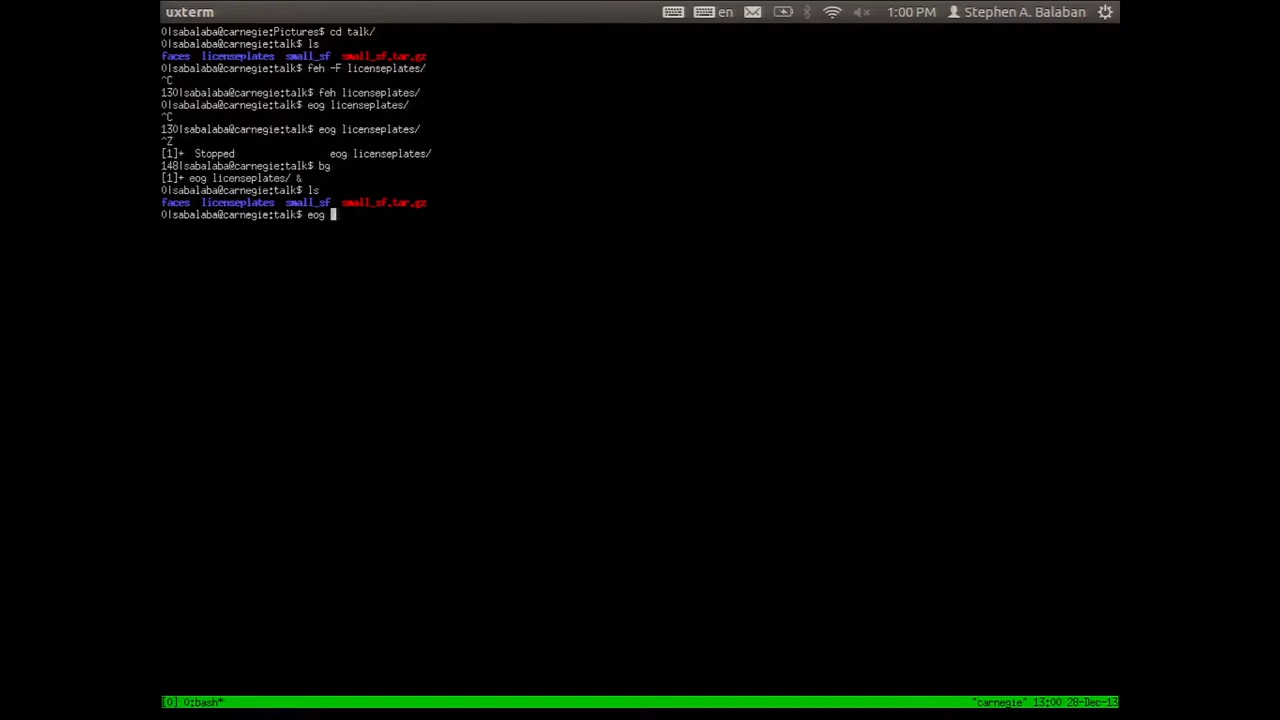 uxterm en 1:00 PM Stephen A. Balaban
0|sabalaba@carnegie:Pictures$ cd talk/
0|sabalaba@carnegie:talk$ ls
faces licenseplates small_sf small_sf.tar.gz
0|sabalaba@carnegie:talk$ feh -F licenseplates/
^C
130|sabalaba@carnegie:talk$ feh licenseplates/
0|sabalaba@carnegie:talk$ eog licenseplates/
^C
130|sabalaba@carnegie:talk$ eog licenseplates/
^Z
[1]+ Stopped eog licenseplates/
148|sabalaba@carnegie:talk$ bg
[1]+ eog licenseplates/ &
0|sabalaba@carnegie:talk$ ls
faces licenseplates small_sf small_sf.tar.gz
0|sabalaba@carnegie:talk$ eog
[0] 0:bash* "carnegie" 13:00 28-Dec-13